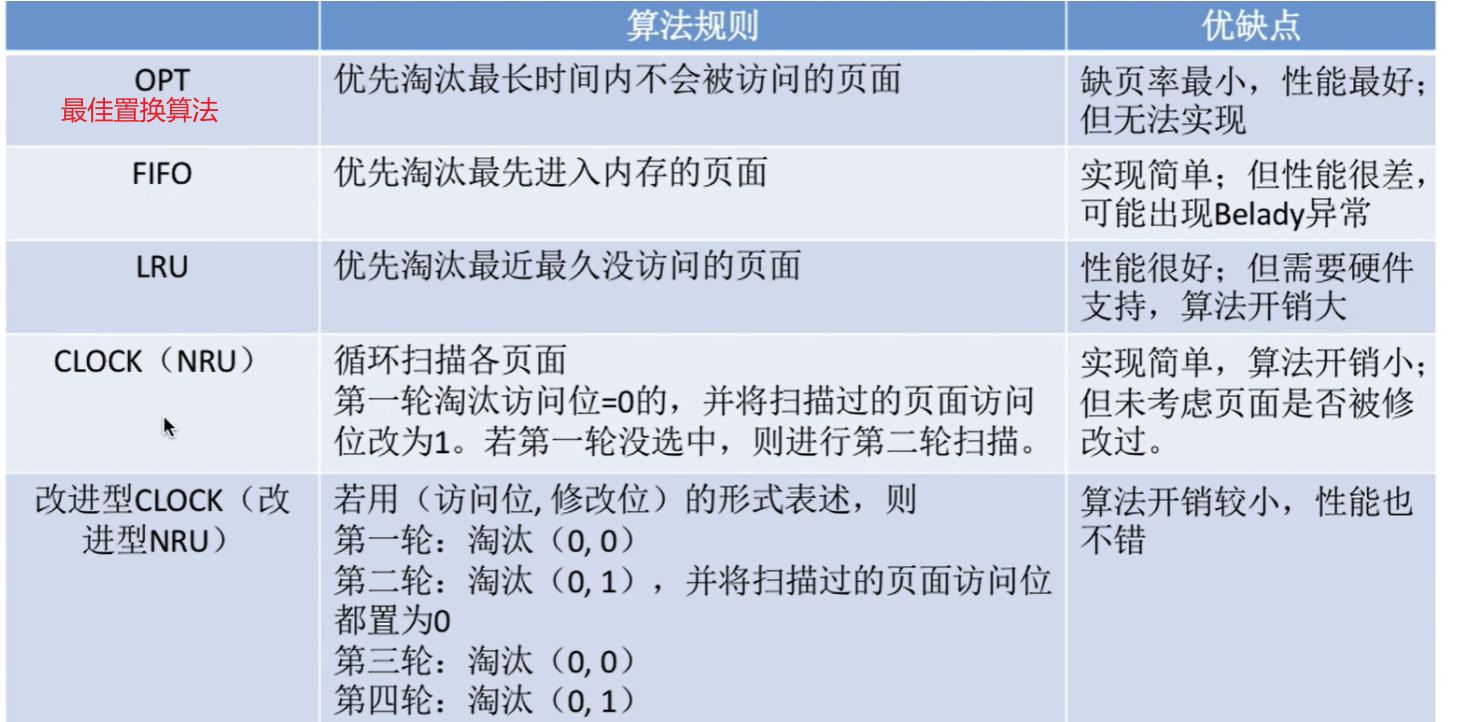 算法规则 优缺点
OPT
最佳置换算法
优先淘汰最长时间内不会被访问的页面
缺页率最小，性能最好；
但无法实现
FIFO
优先淘汰最先进入内存的页面
实现简单；但性能很差，
可能出现Belady异常
LRU
优先淘汰最近最久没访问的页面
性能很好；但需要硬件
支持，算法开销大
CLOCK（NRU）
循环扫描各页面
第一轮淘汰访问位=0的，并将扫描过的页面访问
位改为1。若第一轮没选中，则进行第二轮扫描。
实现简单，算法开销小；
但未考虑页面是否被修
改过。
改进型CLOCK（改
进型NRU）
若用（访问位, 修改位）的形式表述，则
第一轮：淘汰（0, 0）
第二轮：淘汰（0, 1），并将扫描过的页面访问位
都置为0
第三轮：淘汰（0, 0）
第四轮：淘汰（0, 1）
算法开销较小，性能也
不错